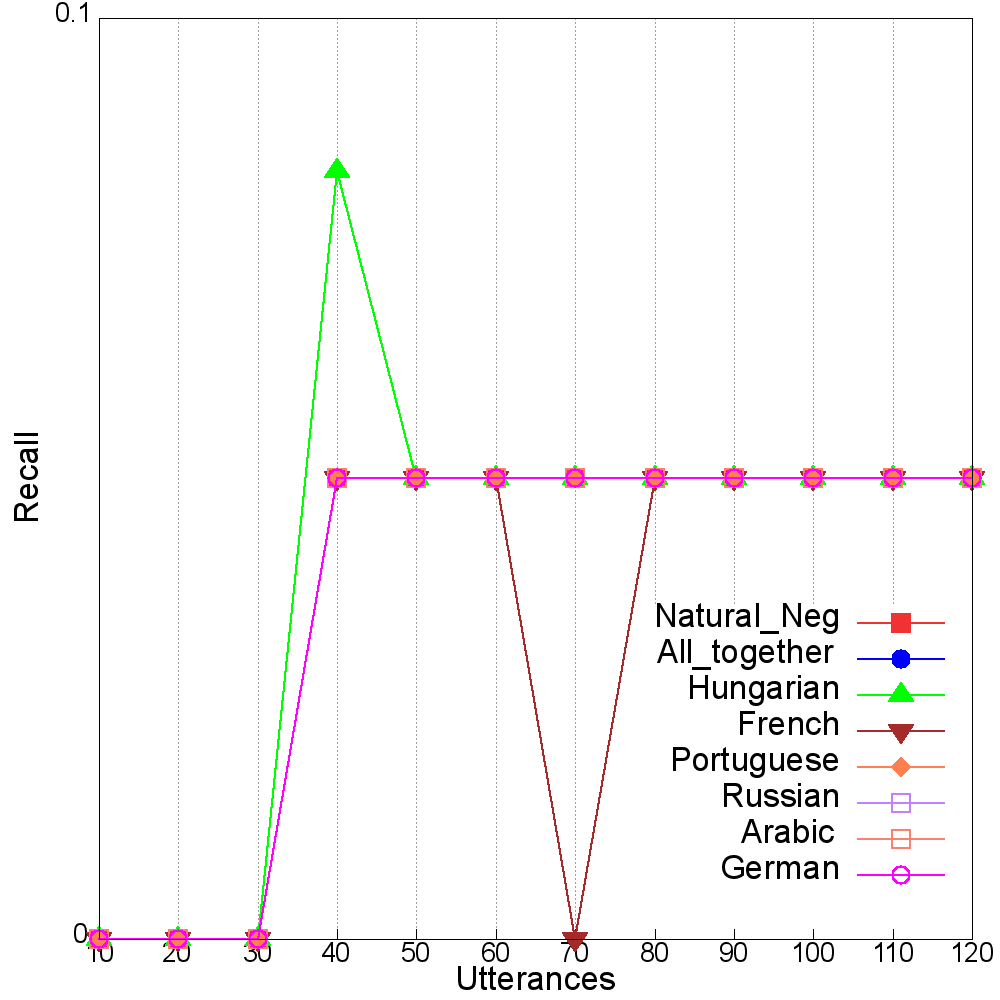 0.1
Recall
Natural_Neg
All_together
Hungarian
French
Portuguese
Russian
Arabic
German
0
10 20 30 40 50 60 70 80 90 100 110 120
Utterances